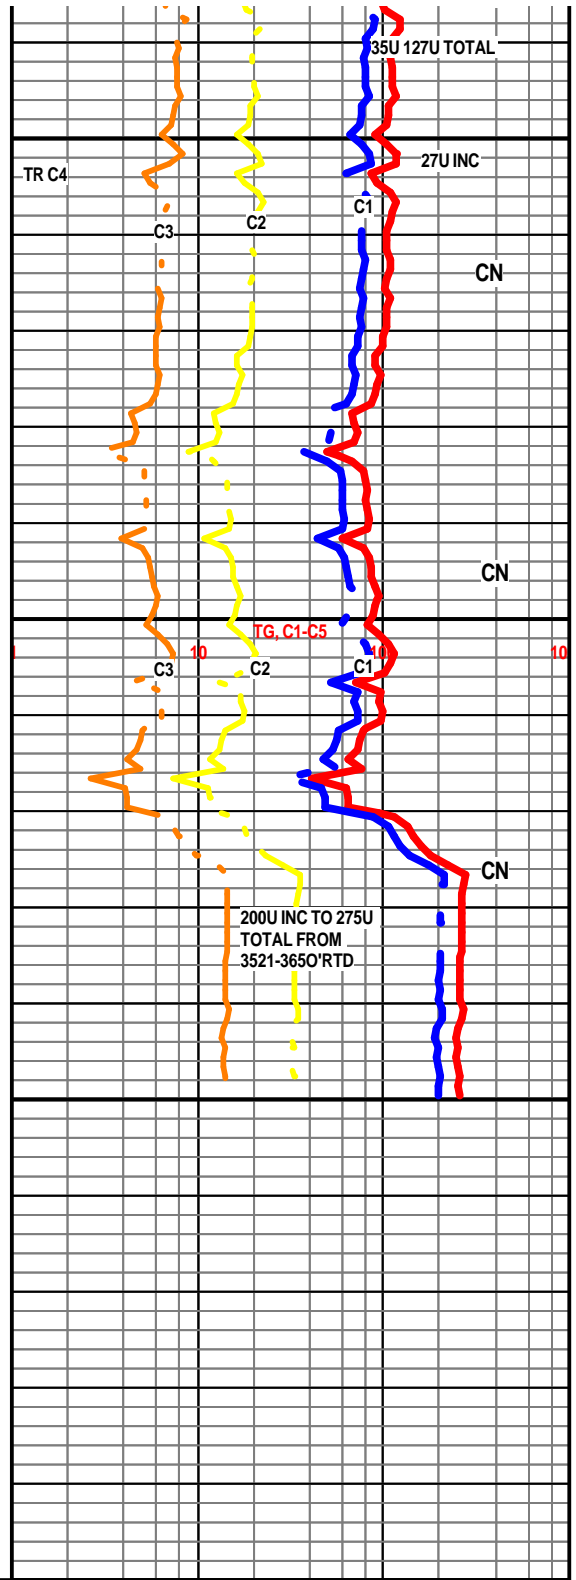 35U 127U TOTAL
27U INC
TR C4
C1
C2
C3
CN
CN
TG, C1-C5
1 10 10 10
C3 C2 C1
CN
200U INC TO 275U
TOTAL FROM
3521-365O'RTD